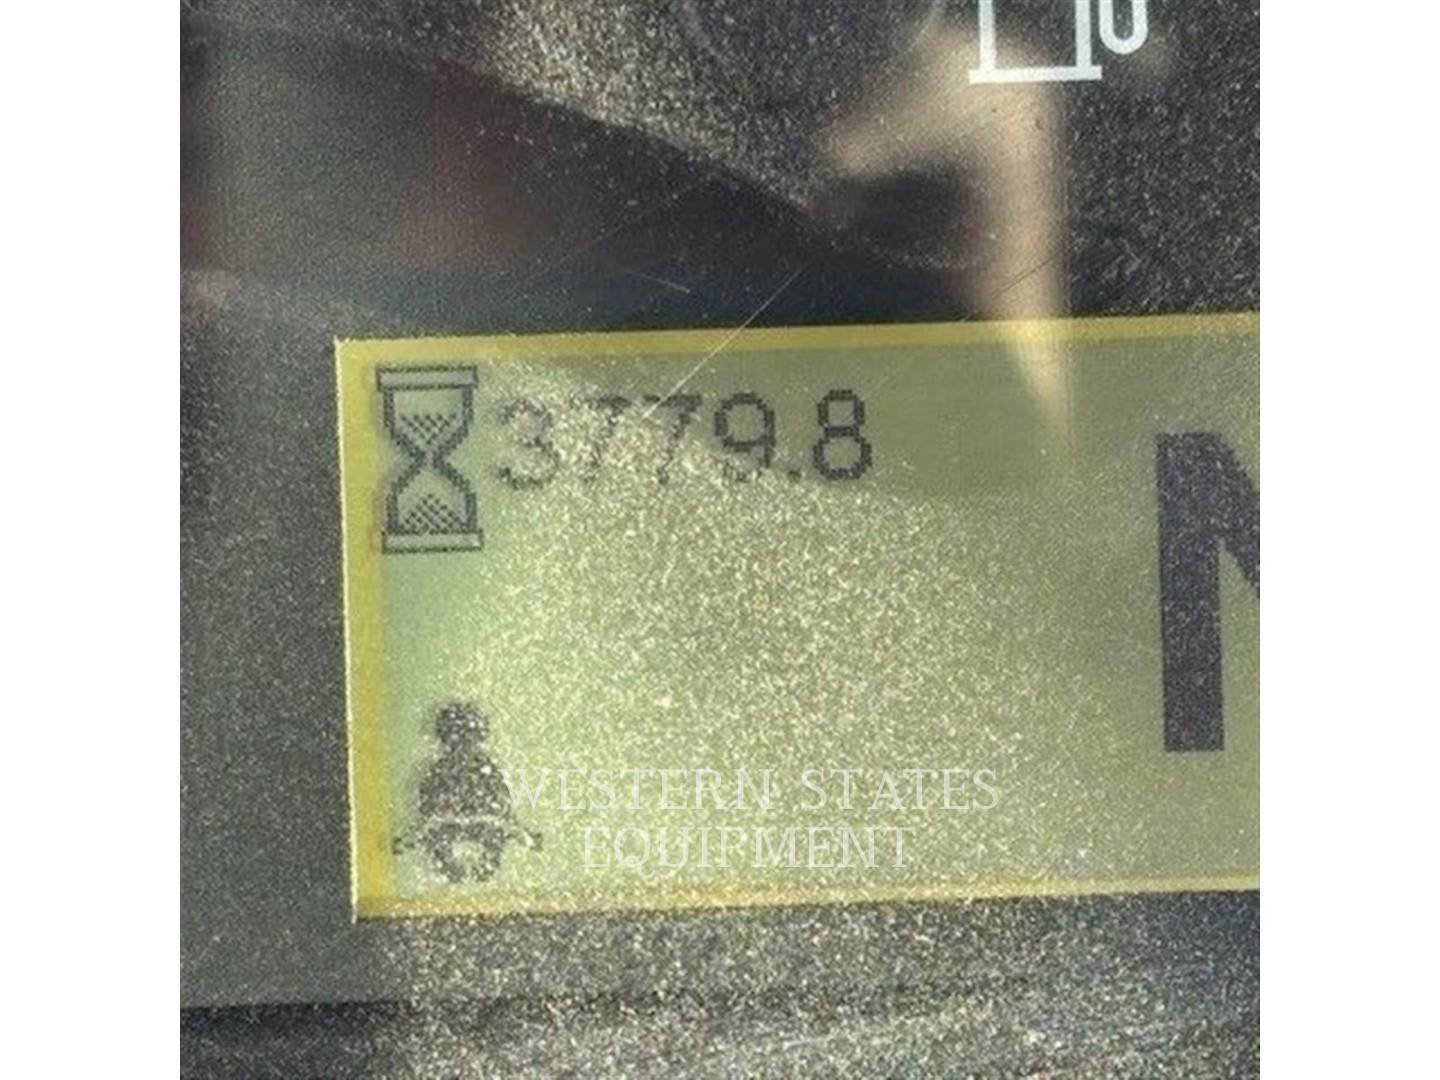 3779.8
N
WESTERN STATES
EQUIPMENT